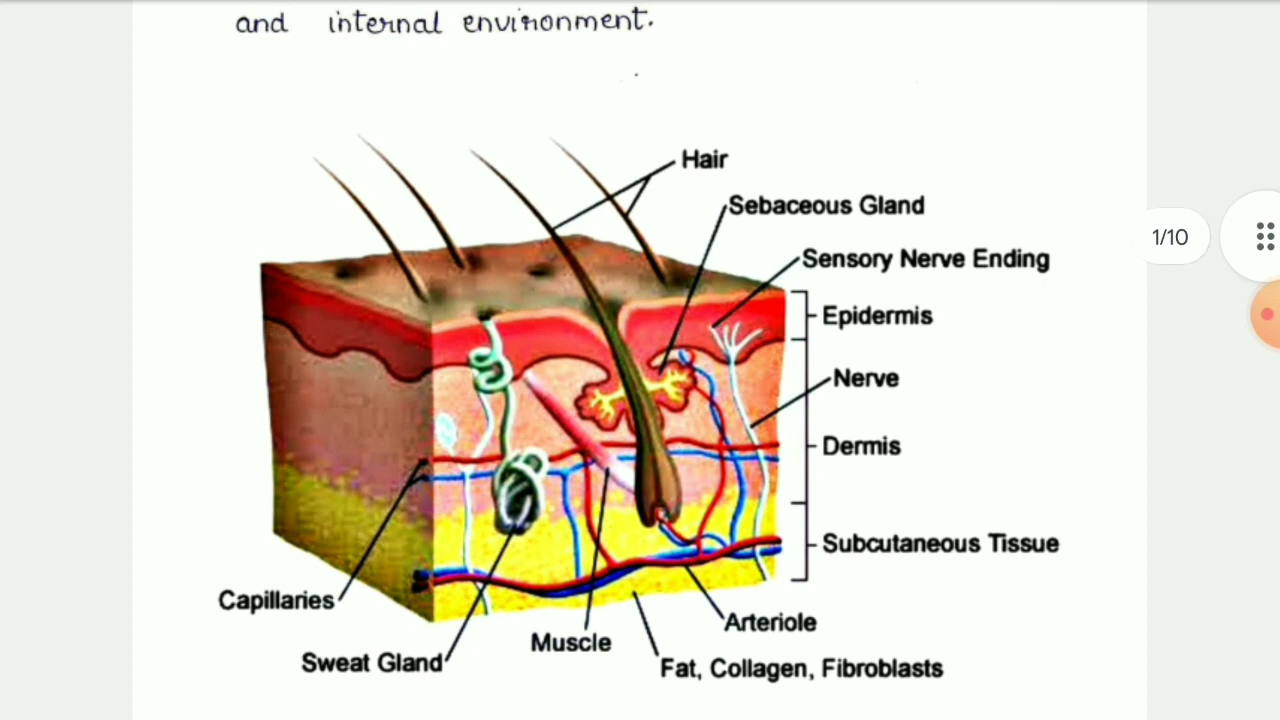 and internal environment.
Hair
Sebaceous Gland
Sensory Nerve Ending
1/10
Epidermis
Nerve
Dermis
Subcutaneous Tissue
Capillaries
Arteriole
Muscle
Sweat Gland
Fat, Collagen, Fibroblasts